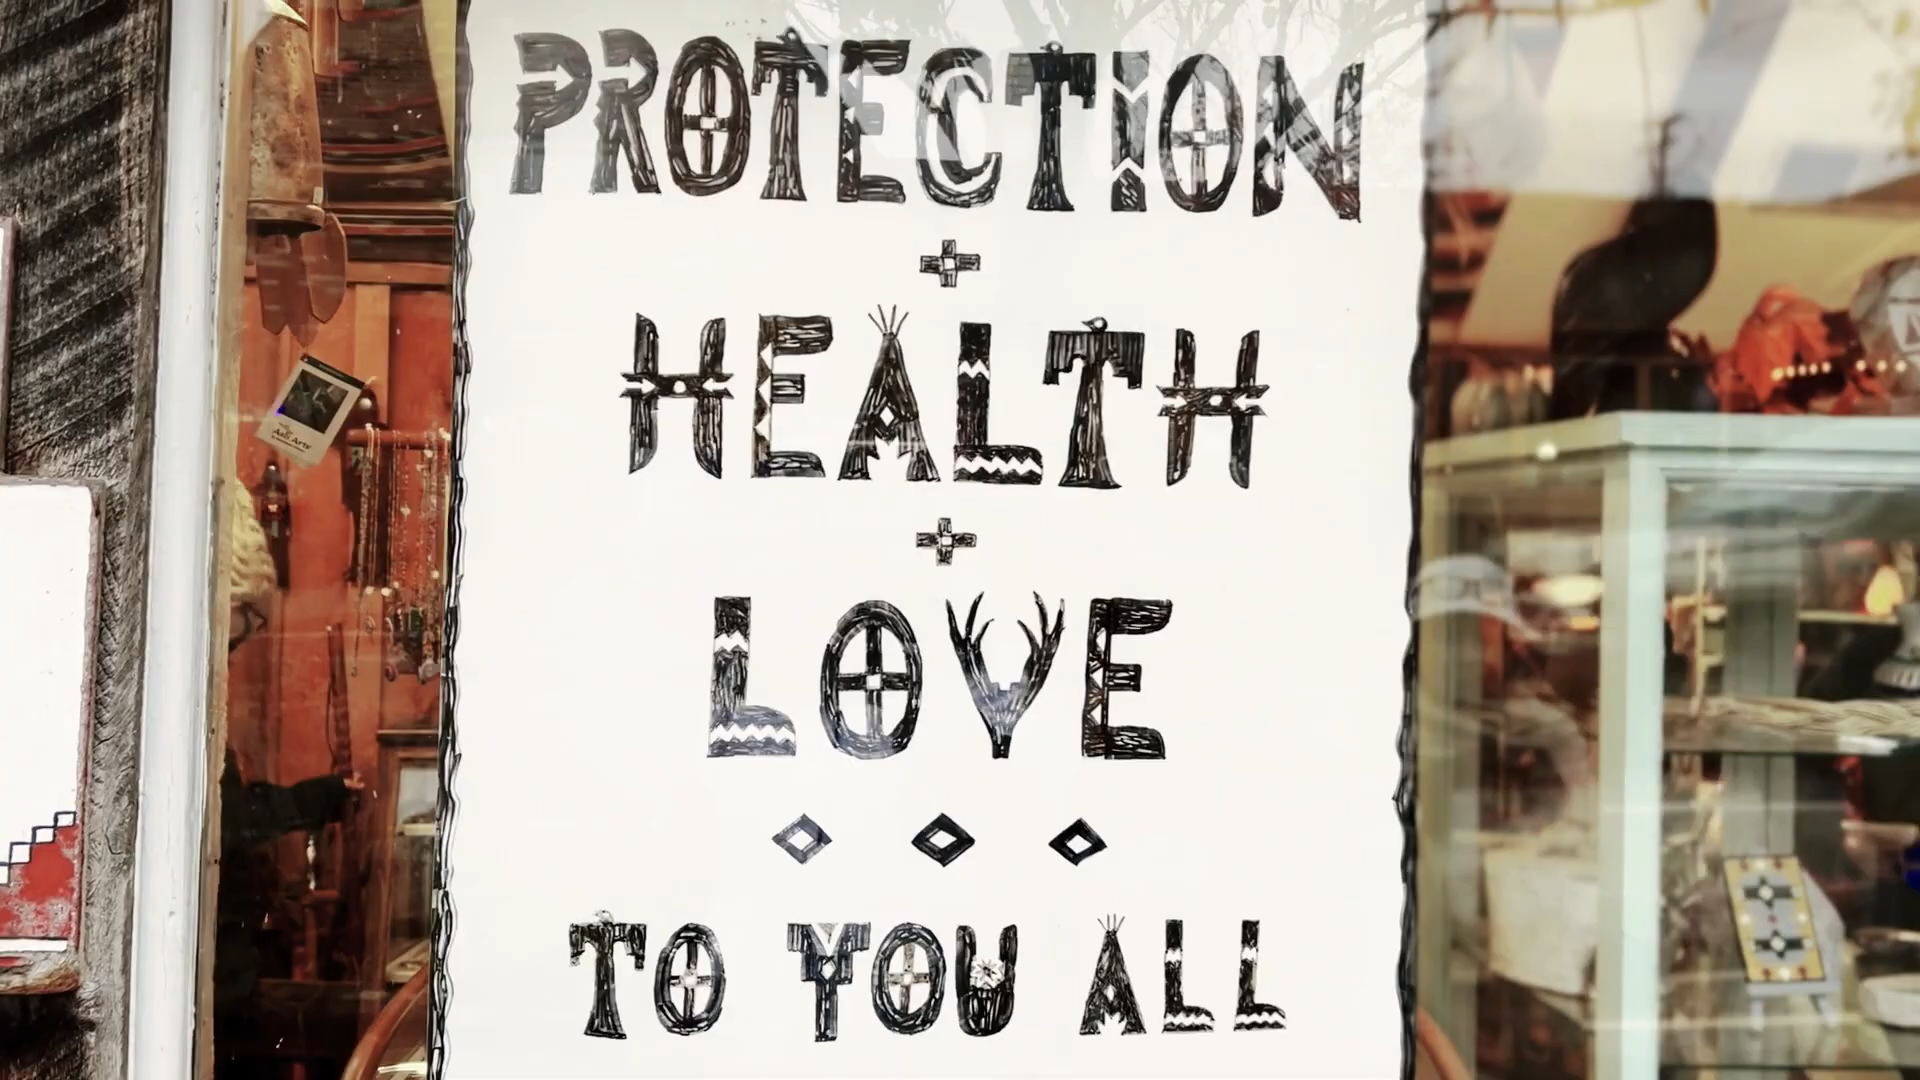 PROTECTION
+
HEALTH
+
LOVE
TO YOU ALL